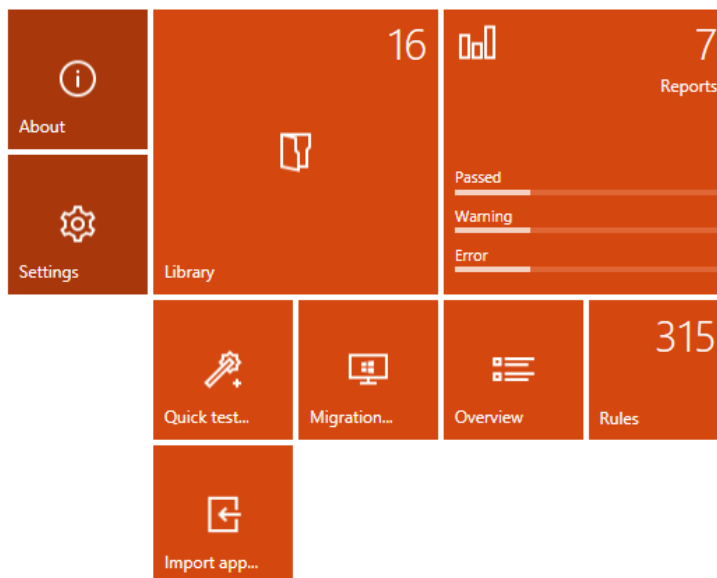 About
16
7
Reports
Passed
Warning
Error
Settings
Library
Quick test...
Migration...
Overview
315
Rules
Import app...